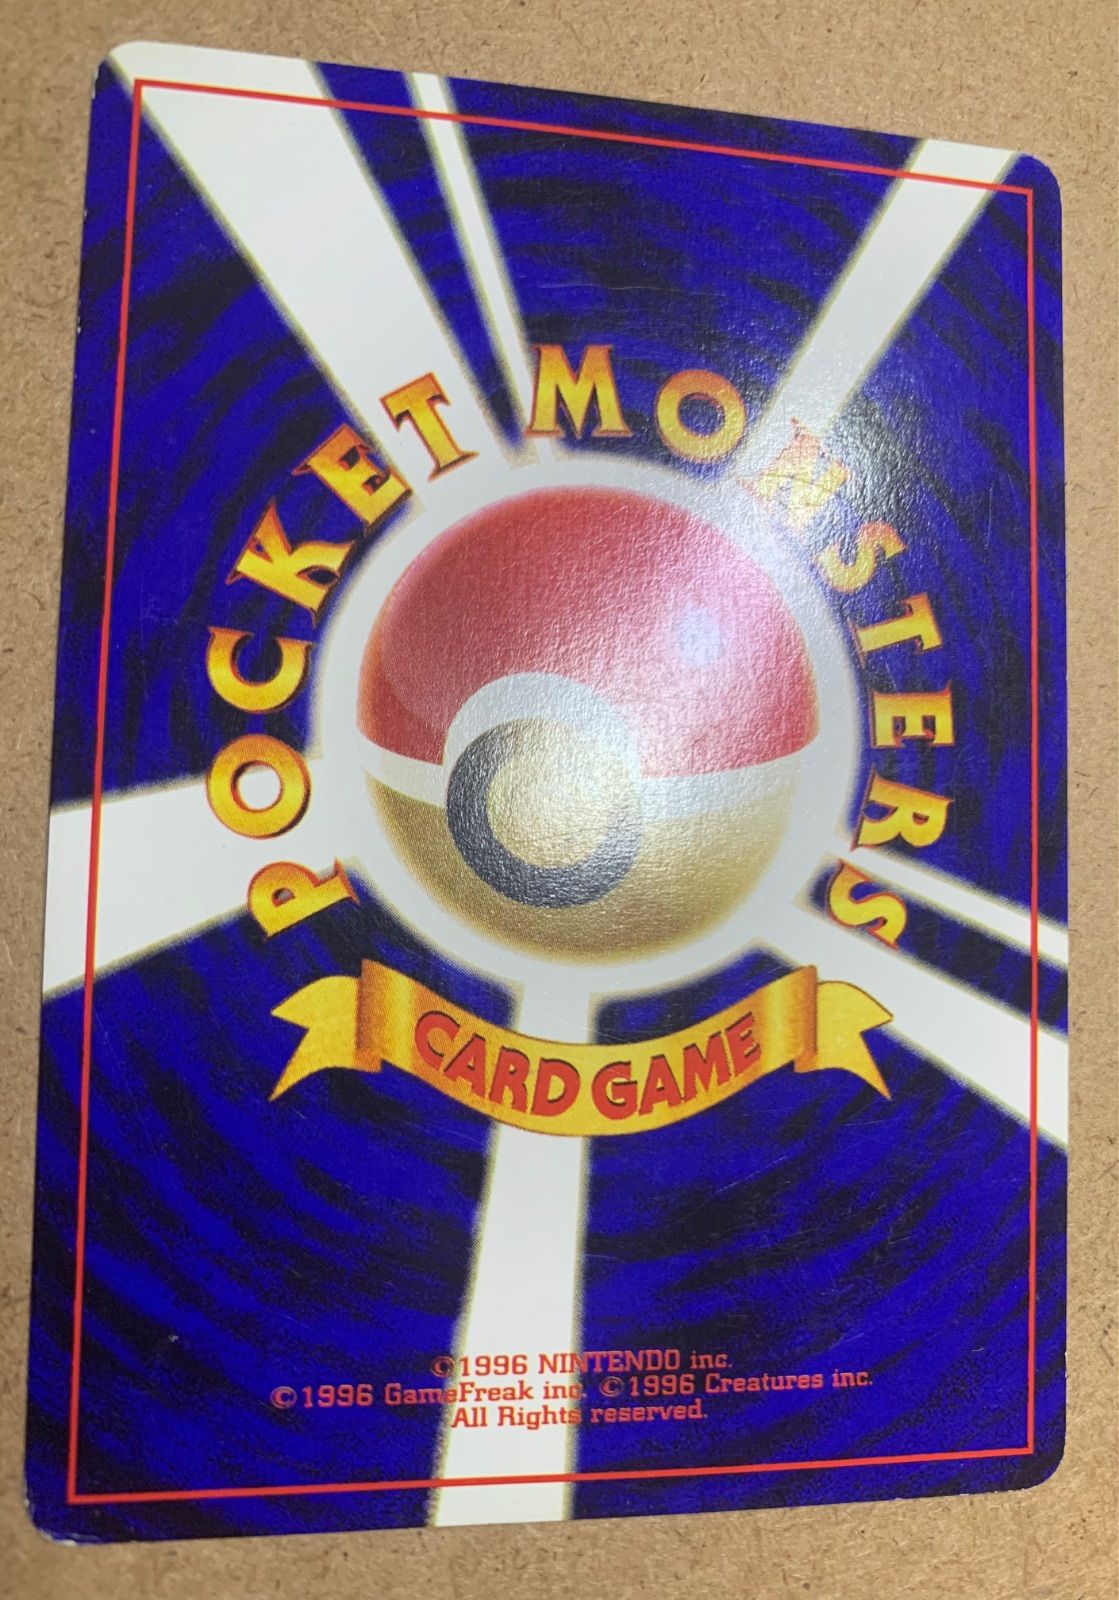 POCKET MONSTERS
CARD GAME
©1996 NINTENDO inc.
©1996 GameFreak inc. ©1996 Creatures inc.
All Rights reserved.